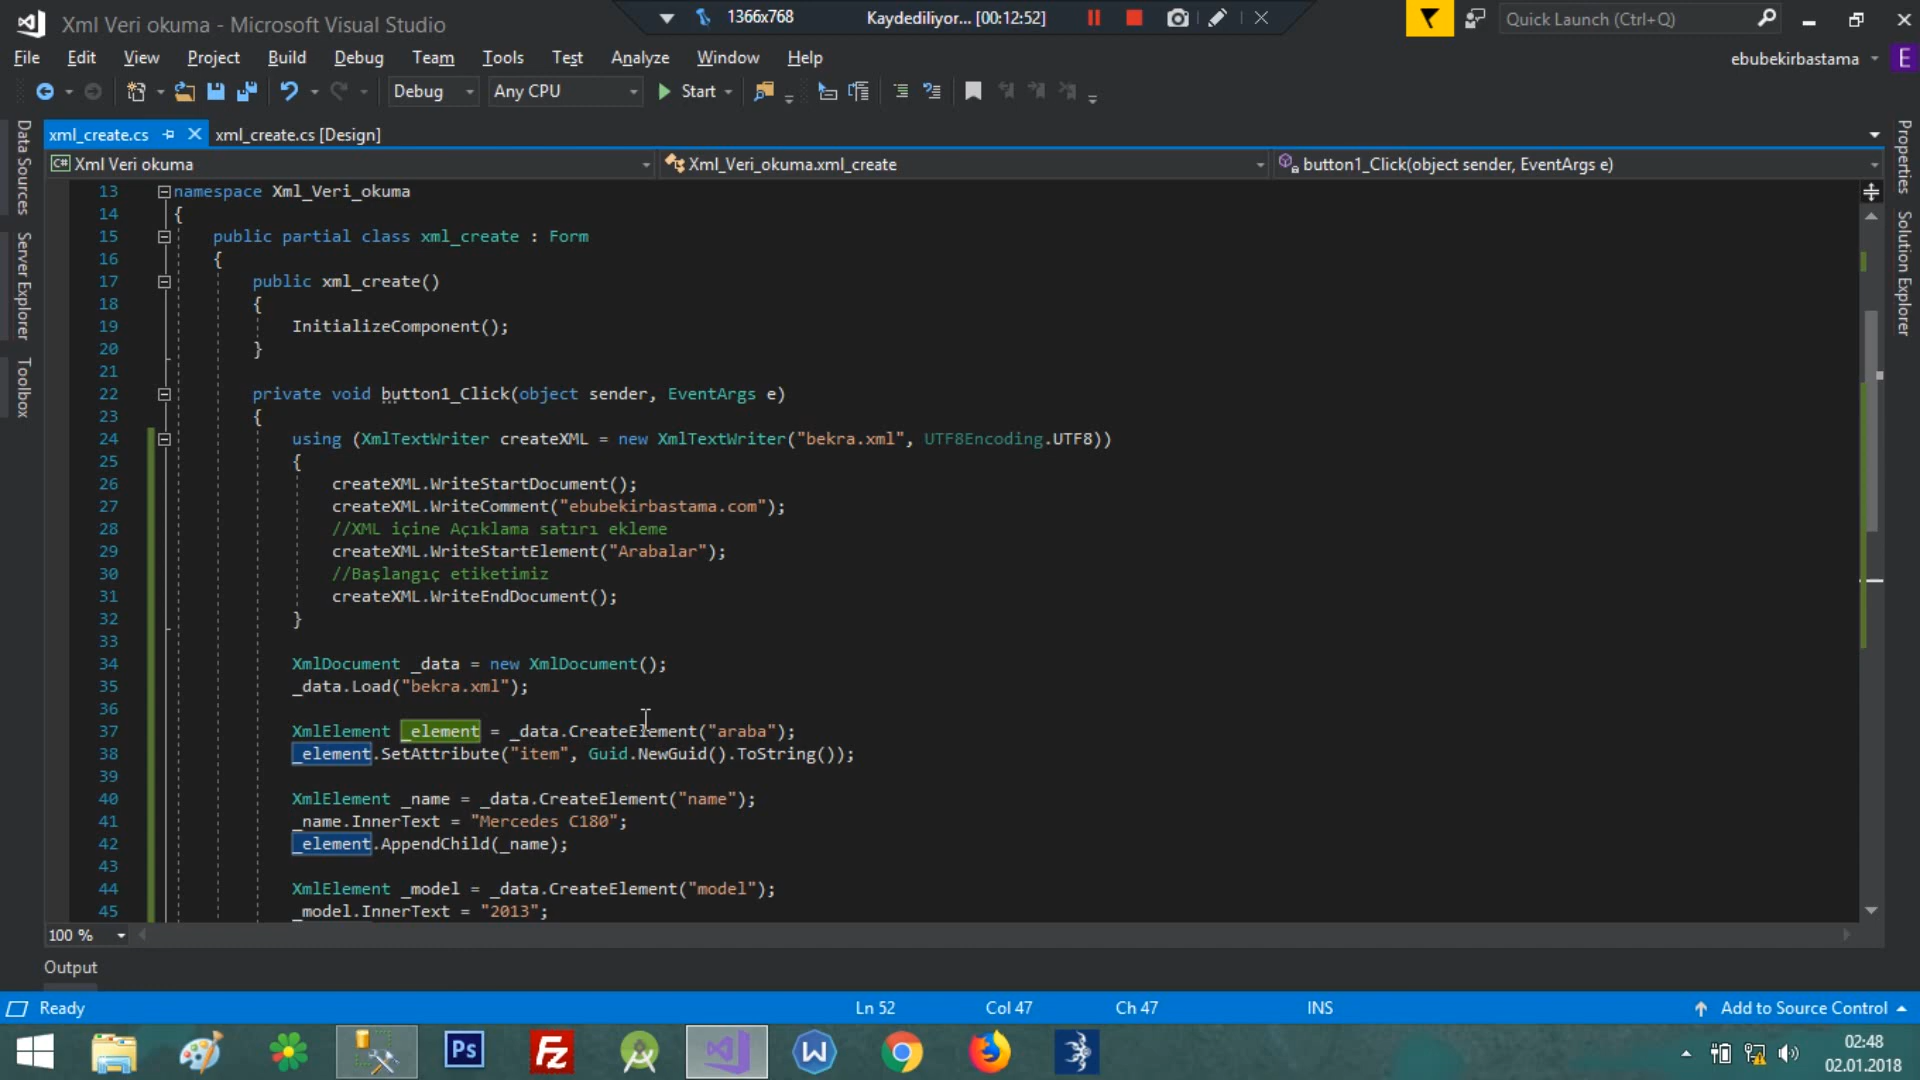 Xml Veri okuma - Microsoft Visual Studio
1366x768
Kaydediliyor... [00:12:52]
Quick Launch (Ctrl+Q)
File Edit View Project Build Debug Team Tools Test Analyze Window Help
ebubekirbastama E
Debug Any CPU Start
xml_create.cs xml_create.cs [Design]
C# Xml Veri okuma Xml_Veri_okuma.xml_create button1_Click(object sender, EventArgs e)
Data Sources
Server Explorer
Toolbox
Properties
Solution Explorer
13 namespace Xml_Veri_okuma
14 {
15 public partial class xml_create : Form
16 {
17 public xml_create()
18 {
19 InitializeComponent();
20 }
21
22 private void button1_Click(object sender, EventArgs e)
23 {
24 using (XmlTextWriter createXML = new XmlTextWriter("bekra.xml", UTF8Encoding.UTF8))
25 {
26 createXML.WriteStartDocument();
27 createXML.WriteComment("ebubekirbastama.com");
28 //XML içine Açıklama satırı ekleme
29 createXML.WriteStartElement("Arabalar");
30 //Başlangıç etiketimiz
31 createXML.WriteEndDocument();
32 }
33
34 XmlDocument _data = new XmlDocument();
35 _data.Load("bekra.xml");
36
37 XmlElement _element = _data.CreateElement("araba");
38 _element.SetAttribute("item", Guid.NewGuid().ToString());
39
40 XmlElement _name = _data.CreateElement("name");
41 _name.InnerText = "Mercedes C180";
42 _element.AppendChild(_name);
43
44 XmlElement _model = _data.CreateElement("model");
45 _model.InnerText = "2013";
100 %
Output
Ready Ln 52 Col 47 Ch 47 INS Add to Source Control
Ps
Fz
W
02:48
02.01.2018